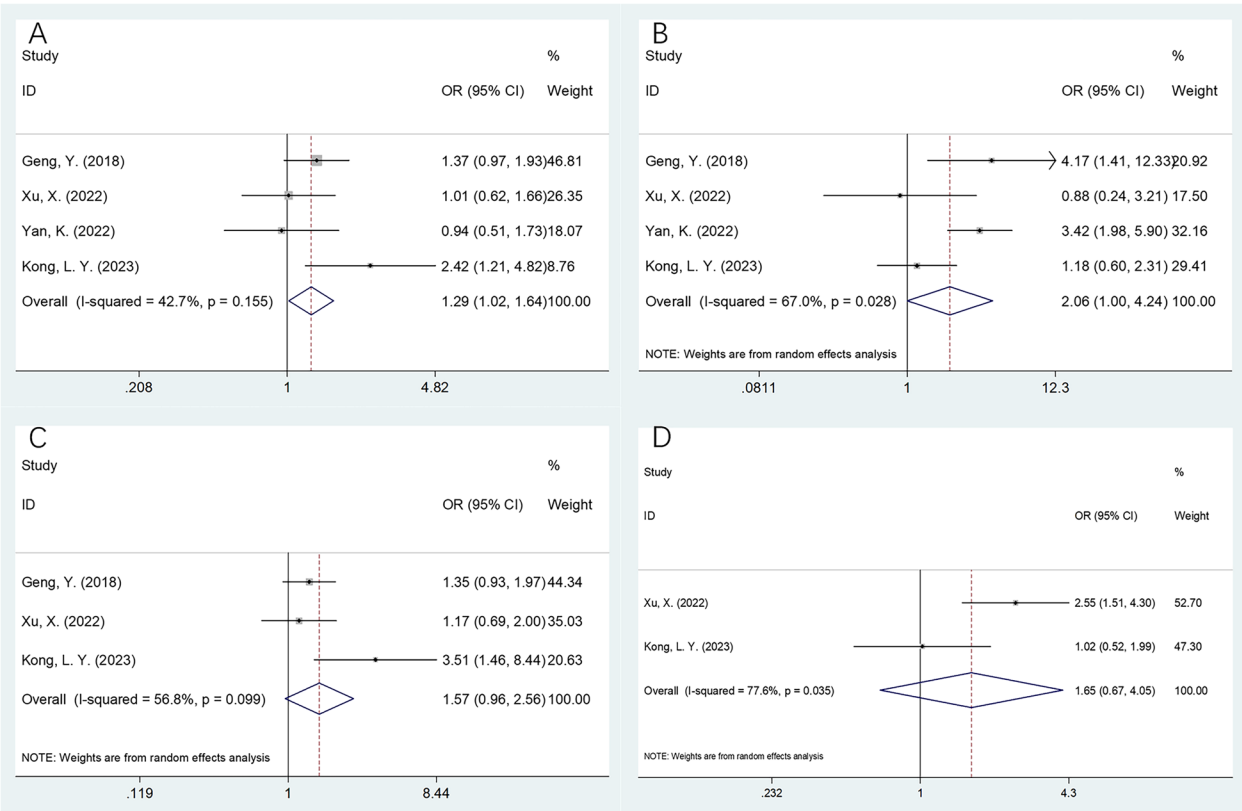 A
Study %
ID OR (95% CI) Weight
Geng, Y. (2018) 1.37 (0.97, 1.93) 46.81
Xu, X. (2022) 1.01 (0.62, 1.66) 26.35
Yan, K. (2022) 0.94 (0.51, 1.73) 18.07
Kong, L. Y. (2023) 2.42 (1.21, 4.82) 8.76
Overall (I-squared = 42.7%, p = 0.155) 1.29 (1.02, 1.64) 100.00
.208 1 4.82
B
Study %
ID OR (95% CI) Weight
Geng, Y. (2018) 4.17 (1.41, 12.33) 20.92
Xu, X. (2022) 0.88 (0.24, 3.21) 17.50
Yan, K. (2022) 3.42 (1.98, 5.90) 32.16
Kong, L. Y. (2023) 1.18 (0.60, 2.31) 29.41
Overall (I-squared = 67.0%, p = 0.028) 2.06 (1.00, 4.24) 100.00
NOTE: Weights are from random effects analysis
.0811 1 12.3
C
Study %
ID OR (95% CI) Weight
Geng, Y. (2018) 1.35 (0.93, 1.97) 44.34
Xu, X. (2022) 1.17 (0.69, 2.00) 35.03
Kong, L. Y. (2023) 3.51 (1.46, 8.44) 20.63
Overall (I-squared = 56.8%, p = 0.099) 1.57 (0.96, 2.56) 100.00
NOTE: Weights are from random effects analysis
.119 1 8.44
D
Study %
ID OR (95% CI) Weight
Xu, X. (2022) 2.55 (1.51, 4.30) 52.70
Kong, L. Y. (2023) 1.02 (0.52, 1.99) 47.30
Overall (I-squared = 77.6%, p = 0.035) 1.65 (0.67, 4.05) 100.00
NOTE: Weights are from random effects analysis
.232 1 4.3